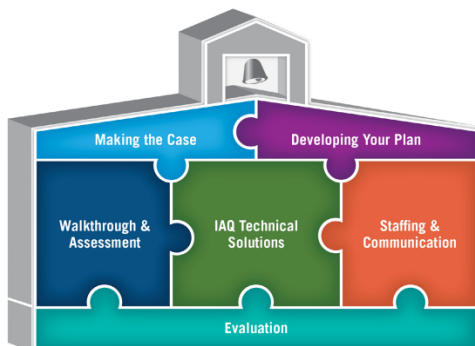 Making the Case
Developing Your Plan
Walkthrough &
Assessment
IAQ Technical
Solutions
Staffing &
Communication
Evaluation